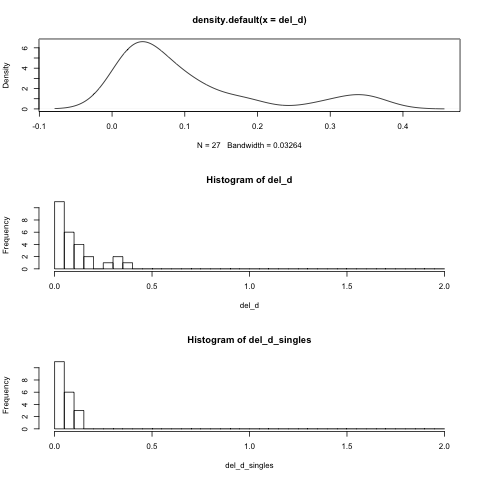 density.default(x = del_d)
Density
0 2 4 6
-0.1 0.0 0.1 0.2 0.3 0.4
N = 27 Bandwidth = 0.03264
Histogram of del_d
Frequency
0 2 4 6 8
0.0 0.5 1.0 1.5 2.0
del_d
Histogram of del_d_singles
Frequency
0 2 4 6 8
0.0 0.5 1.0 1.5 2.0
del_d_singles